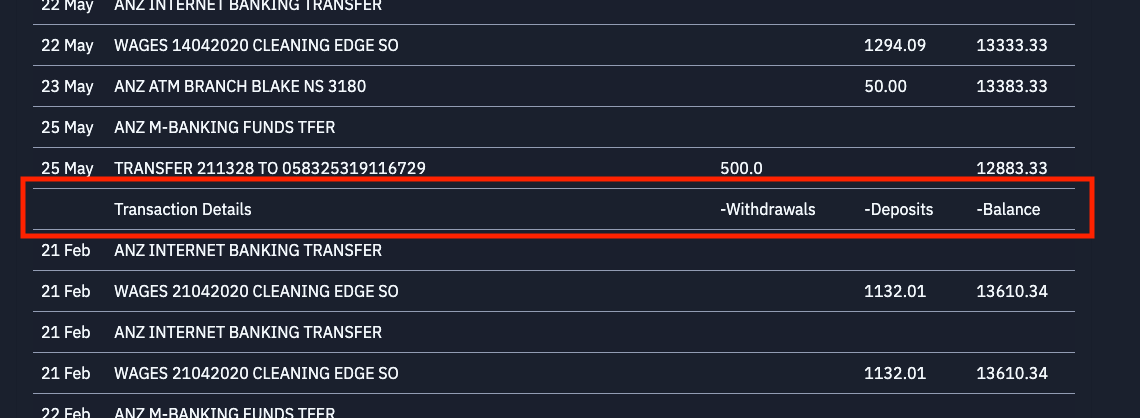 22 May ANZ INTERNET BANKING TRANSFER
22 May WAGES 14042020 CLEANING EDGE SO 1294.09 13333.33
23 May ANZ ATM BRANCH BLAKE NS 3180 50.00 13383.33
25 May ANZ M-BANKING FUNDS TFER
25 May TRANSFER 211328 TO 058325319116729 500.0 12883.33
Transaction Details -Withdrawals -Deposits -Balance
21 Feb ANZ INTERNET BANKING TRANSFER
21 Feb WAGES 21042020 CLEANING EDGE SO 1132.01 13610.34
21 Feb ANZ INTERNET BANKING TRANSFER
21 Feb WAGES 21042020 CLEANING EDGE SO 1132.01 13610.34
22 Feb ANZ M-BANKING FUNDS TFER